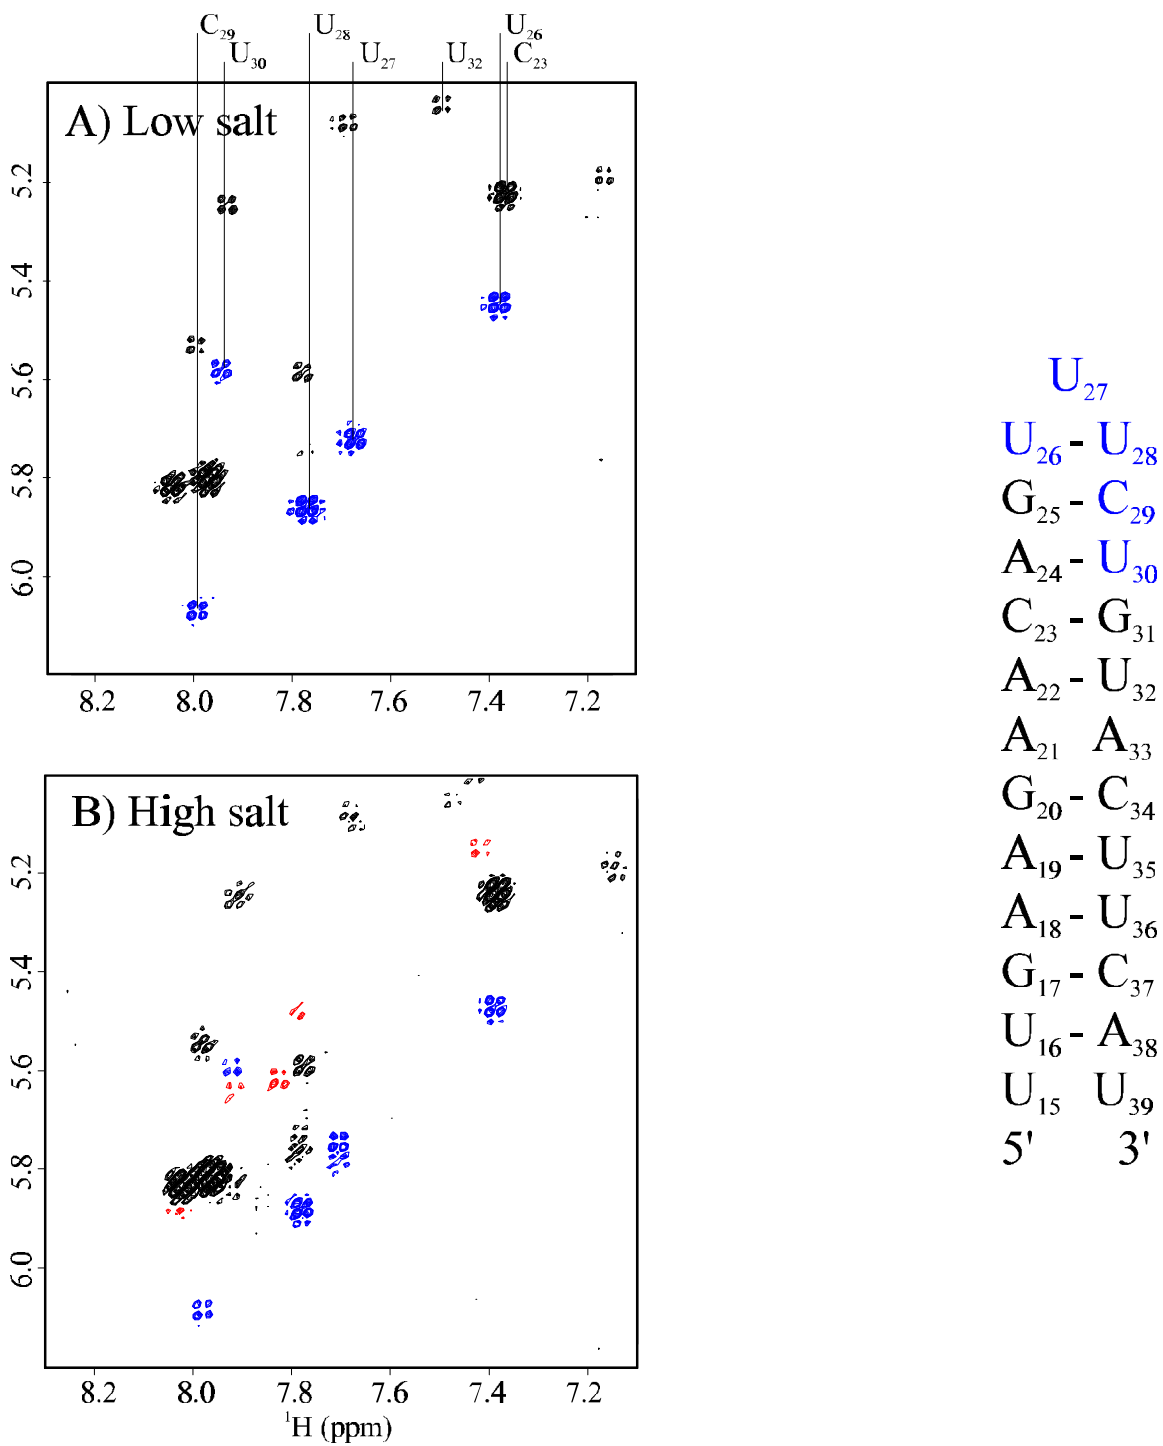 C29 U28 U26
U30 U27 U32 C23
A) Low salt
5.2
5.4
5.6
5.8
6.0
8.2 8.0 7.8 7.6 7.4 7.2
B) High salt
5.2
5.4
5.6
5.8
6.0
8.2 8.0 7.8 7.6 7.4 7.2
1H (ppm)
U27
U26 - U28
G25 - C29
A24 - U30
C23 - G31
A22 - U32
A21 A33
G20 - C34
A19 - U35
A18 - U36
G17 - C37
U16 - A38
U15 U39
5' 3'